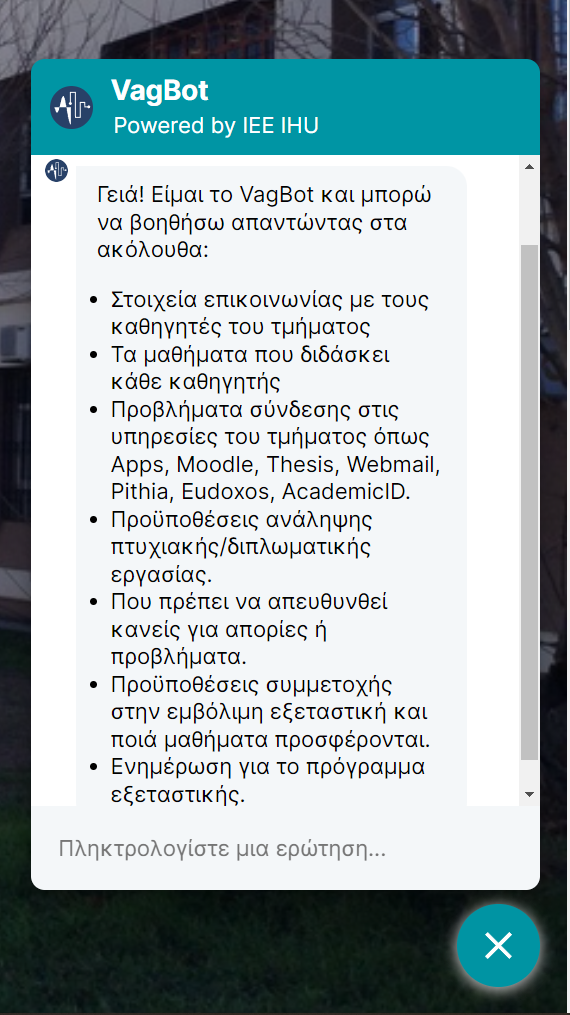 VagBot
Powered by IEE IHU
Γειά! Είμαι το VagBot και μπορώ
να βοηθήσω απαντώντας στα
ακόλουθα:
• Στοιχεία επικοινωνίας με τους
καθηγητές του τμήματος
• Τα μαθήματα που διδάσκει
κάθε καθηγητής
• Προβλήματα σύνδεσης στις
υπηρεσίες του τμήματος όπως
Apps, Moodle, Thesis, Webmail,
Pithia, Eudoxos, AcademicID.
• Προϋποθέσεις ανάληψης
πτυχιακής/διπλωματικής
εργασίας.
• Που πρέπει να απευθυνθεί
κανείς για απορίες ή
προβλήματα.
• Προϋποθέσεις συμμετοχής
στην εμβόλιμη εξεταστική και
ποιά μαθήματα προσφέρονται.
• Ενημέρωση για το πρόγραμμα
εξεταστικής.
Πληκτρολογίστε μια ερώτηση...